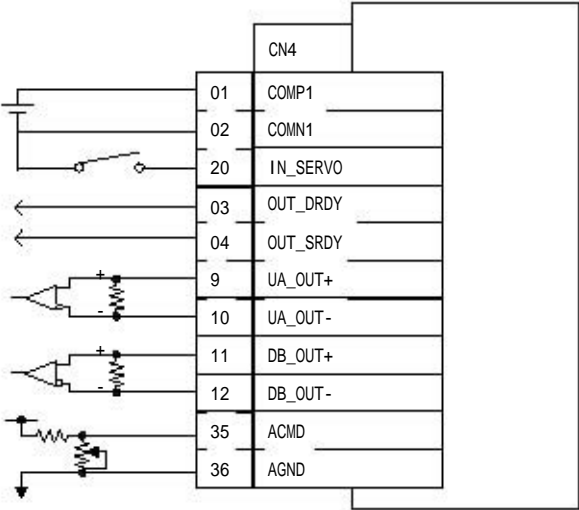 CN4
01 COMP1
02 COMN1
20 IN_SERVO
03 OUT_DRDY
04 OUT_SRDY
+ 9 UA_OUT+
- 10 UA_OUT-
+ 11 DB_OUT+
- 12 DB_OUT-
35 ACMD
36 AGND